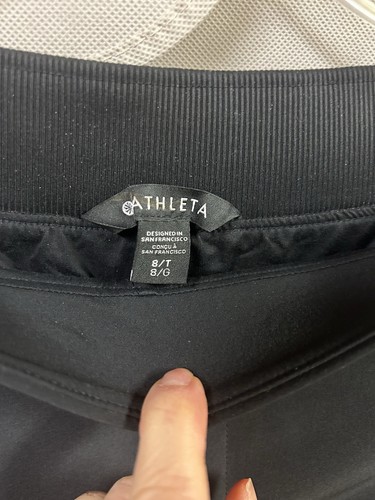 ATHLETA
DESIGNED IN
SAN FRANCISCO
CONÇU À
SAN FRANCISCO
8/T
8/G